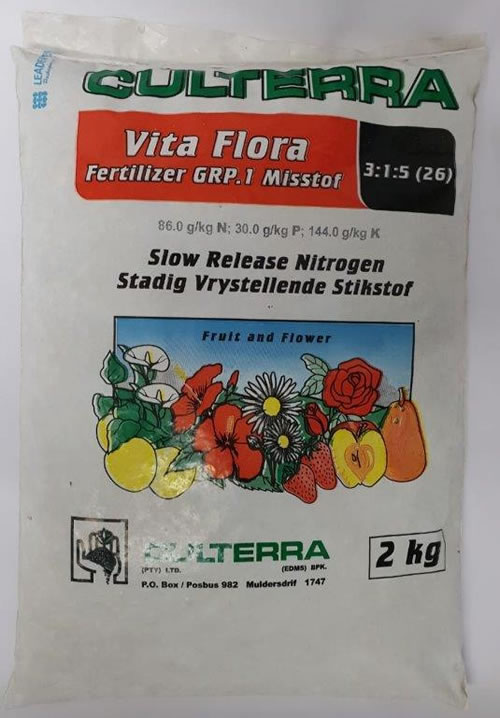 CULTERRA
Vita Flora
Fertilizer GRP.1 Misstof
3:1:5 (26)
86.0 g/kg N; 30.0 g/kg P; 144.0 g/kg K
Slow Release Nitrogen
Stadig Vrystellende Stikstof
Fruit and Flower
CULTERRA
(PTY) LTD. (EDMS) BPK.
P.O. Box / Posbus 982 Muldersdrif 1747
2 kg